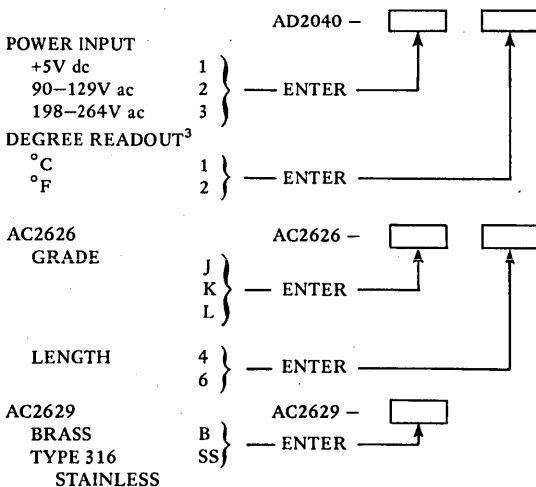 AD2040 –
POWER INPUT
+5V dc 1
90–129V ac 2 — ENTER
198–264V ac 3
DEGREE READOUT³
°C 1
°F 2 — ENTER
AC2626 AC2626 –
GRADE
J
K — ENTER
L
LENGTH 4
6 — ENTER
AC2629 AC2629 –
BRASS B
TYPE 316 SS — ENTER
STAINLESS